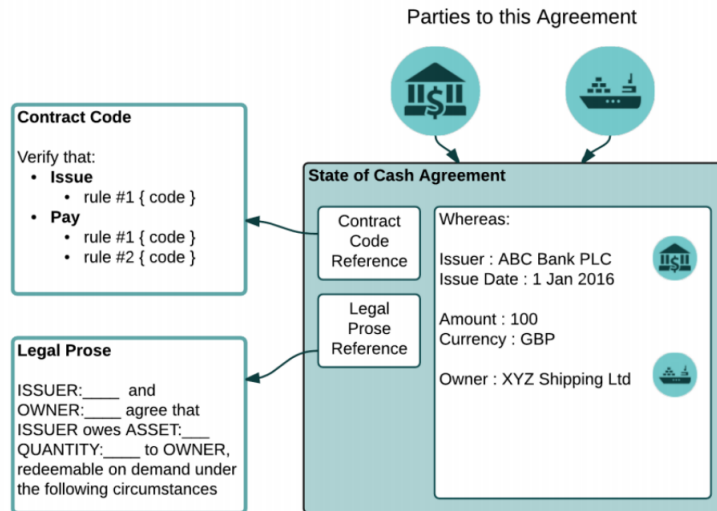 Parties to this Agreement
Contract Code
Verify that:
• Issue
• rule #1 { code }
• Pay
• rule #1 { code }
• rule #2 { code }
Legal Prose
ISSUER:____ and
OWNER:____ agree that
ISSUER owes ASSET:___
QUANTITY:____ to OWNER,
redeemable on demand under
the following circumstances
State of Cash Agreement
Contract
Code
Reference
Legal
Prose
Reference
Whereas:
Issuer : ABC Bank PLC
Issue Date : 1 Jan 2016
Amount : 100
Currency : GBP
Owner : XYZ Shipping Ltd